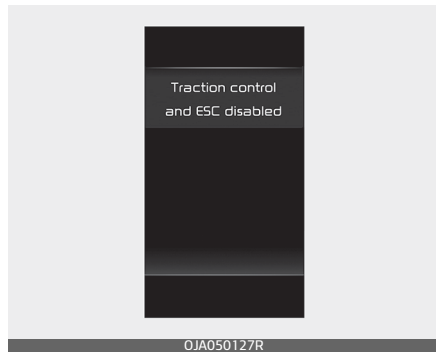 Traction control
and ESC disabled
OJA050127R